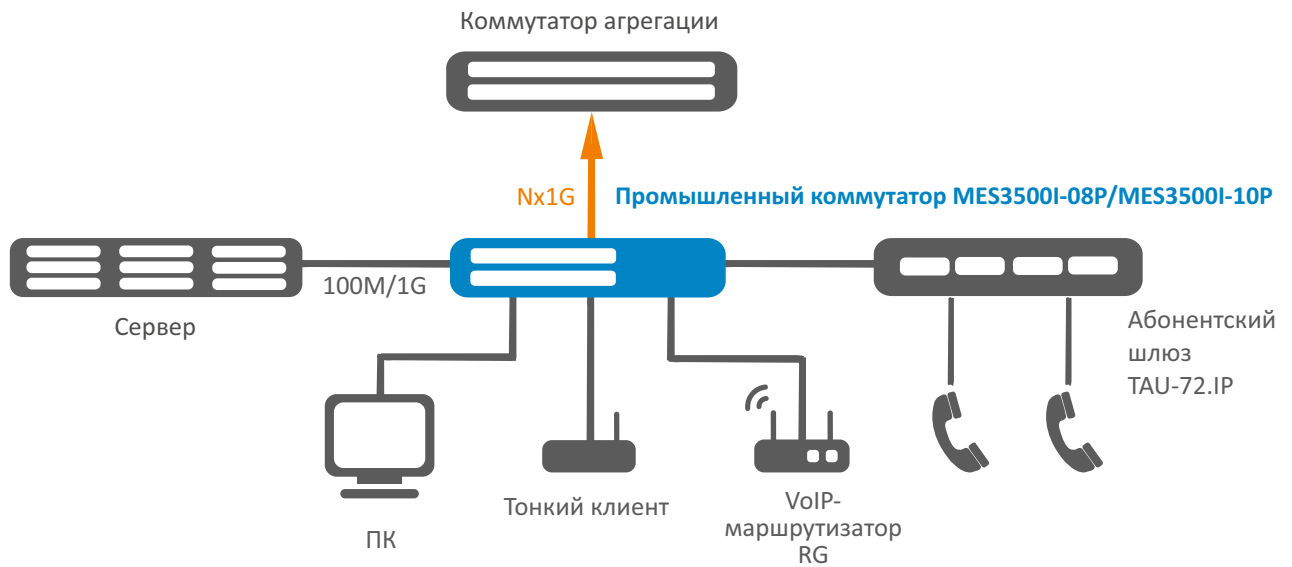 Коммутатор агрегации
Nx1G
Промышленный коммутатор MES3500I-08P/MES3500I-10P
100M/1G
Сервер
Абонентский
шлюз
TAU-72.IP
ПК
Тонкий клиент
VoIP-
маршрутизатор
RG